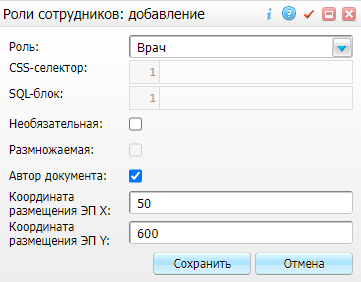 Роли сотрудников: добавление
Роль: Врач
CSS-селектор: 1
SQL-блок: 1
Необязательная:
Размножаемая:
Автор документа:
Координата
размещения ЭП X: 50
Координата
размещения ЭП Y: 600
Сохранить Отмена